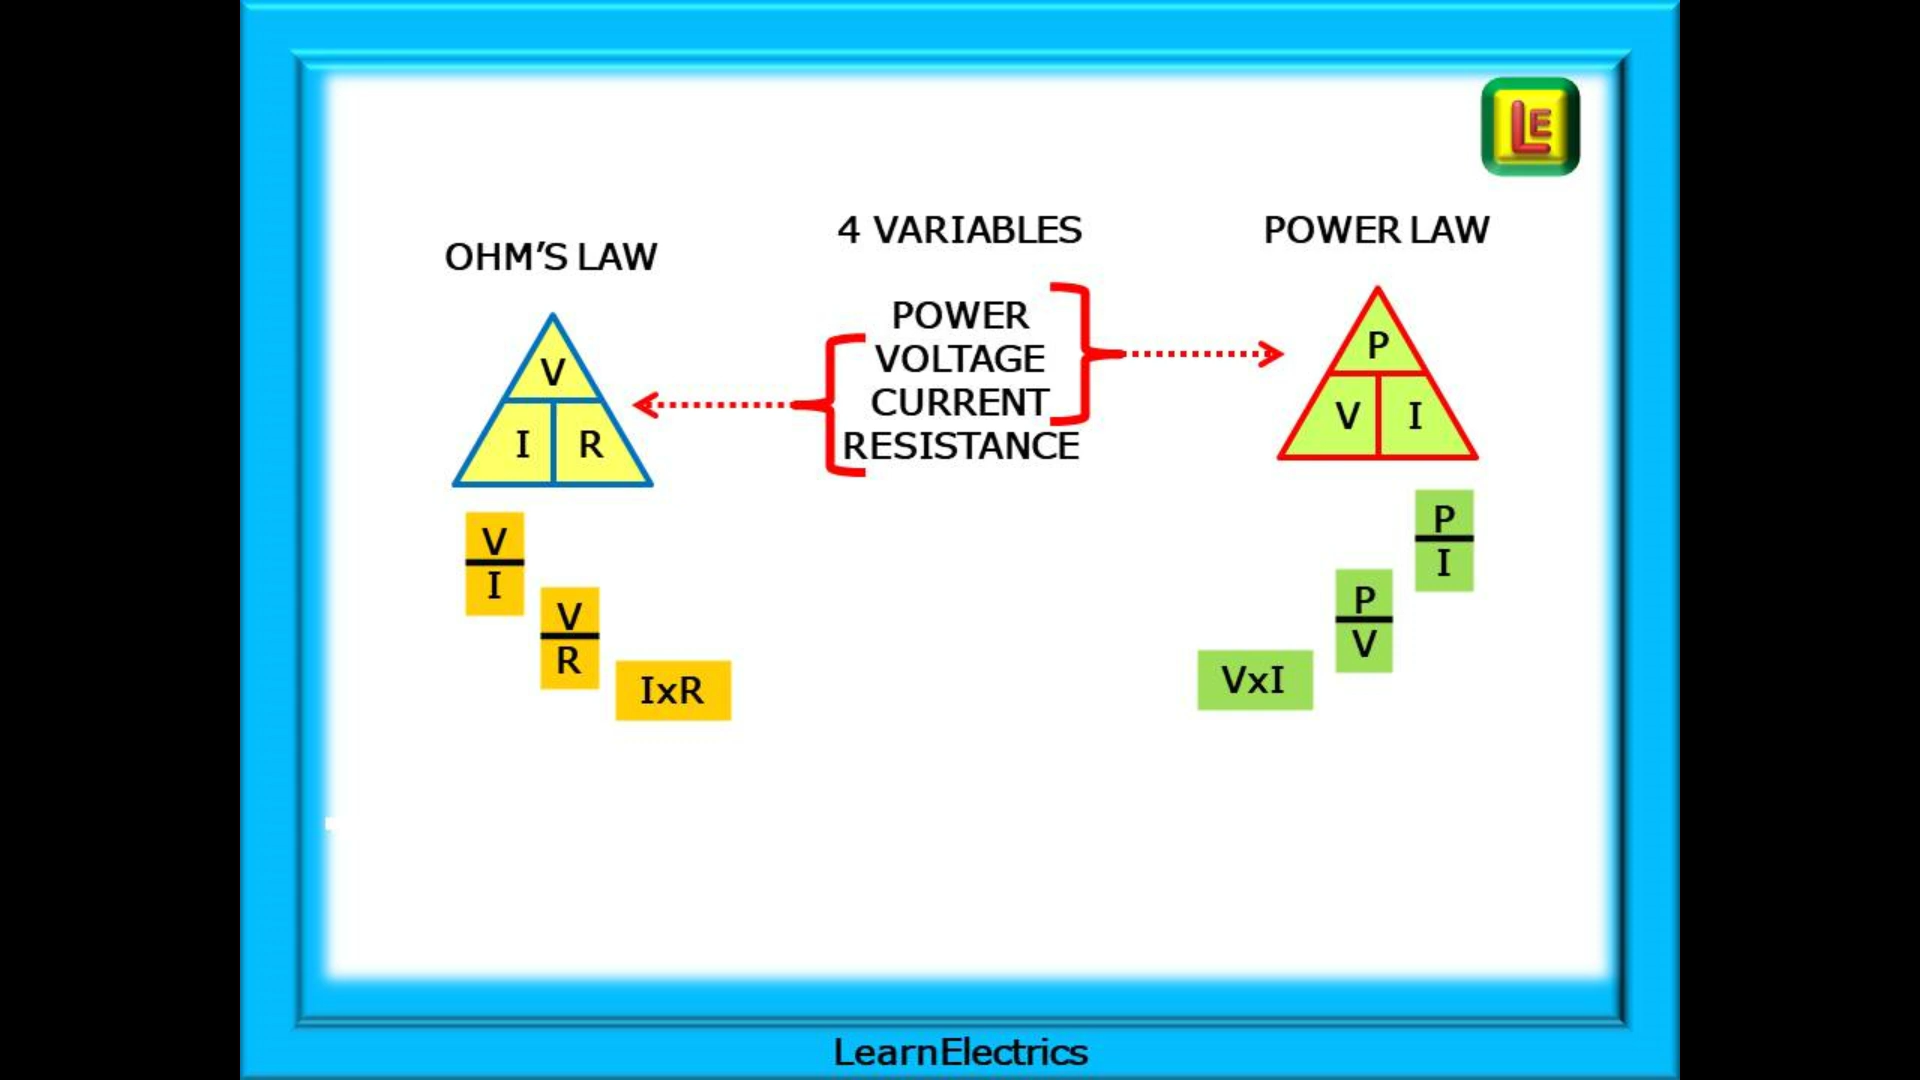 LE
4 VARIABLES
POWER LAW
OHM'S LAW
POWER
VOLTAGE
CURRENT
RESISTANCE
V
I R
P
V I
V
I
V
R
IxR
P
I
P
V
VxI
LearnElectrics